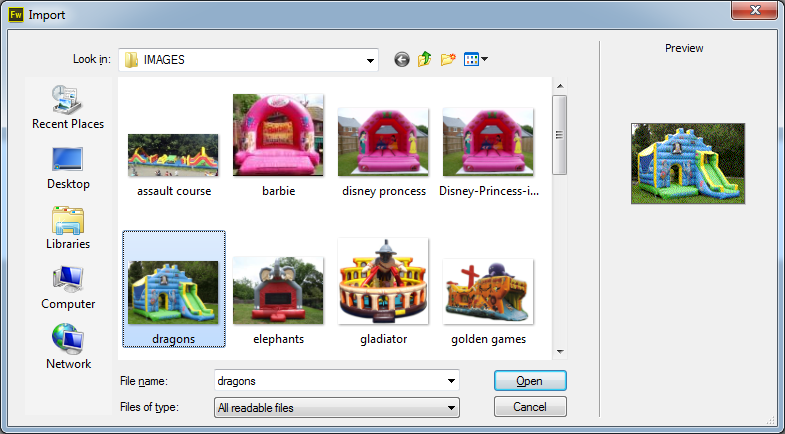 Fw Import
Look in: IMAGES
Preview
Recent Places
Desktop
Libraries
Computer
Network
assault course
barbie
disney proncess
Disney-Princess-i...
dragons
elephants
gladiator
golden games
File name: dragons
Open
Files of type: All readable files
Cancel